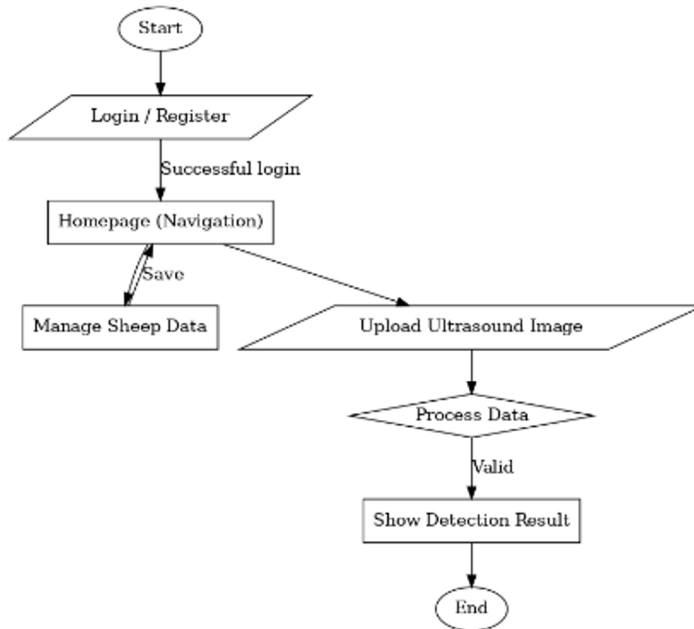 Start
Login / Register
Successful login
Homepage (Navigation)
Save
Manage Sheep Data
Upload Ultrasound Image
Process Data
Valid
Show Detection Result
End